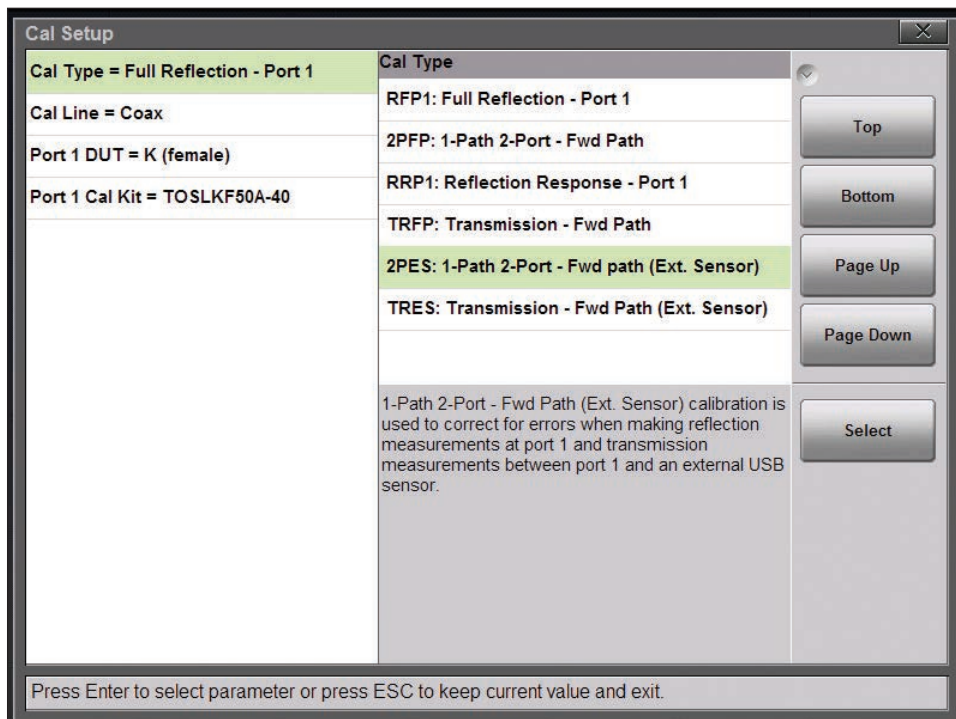 Cal Setup
Cal Type = Full Reflection - Port 1
Cal Line = Coax
Port 1 DUT = K (female)
Port 1 Cal Kit = TOSLKF50A-40
Cal Type
RFP1: Full Reflection - Port 1
2PFP: 1-Path 2-Port - Fwd Path
RRP1: Reflection Response - Port 1
TRFP: Transmission - Fwd Path
2PES: 1-Path 2-Port - Fwd path (Ext. Sensor)
TRES: Transmission - Fwd Path (Ext. Sensor)
1-Path 2-Port - Fwd Path (Ext. Sensor) calibration is
used to correct for errors when making reflection
measurements at port 1 and transmission
measurements between port 1 and an external USB
sensor.
Top
Bottom
Page Up
Page Down
Select
Press Enter to select parameter or press ESC to keep current value and exit.